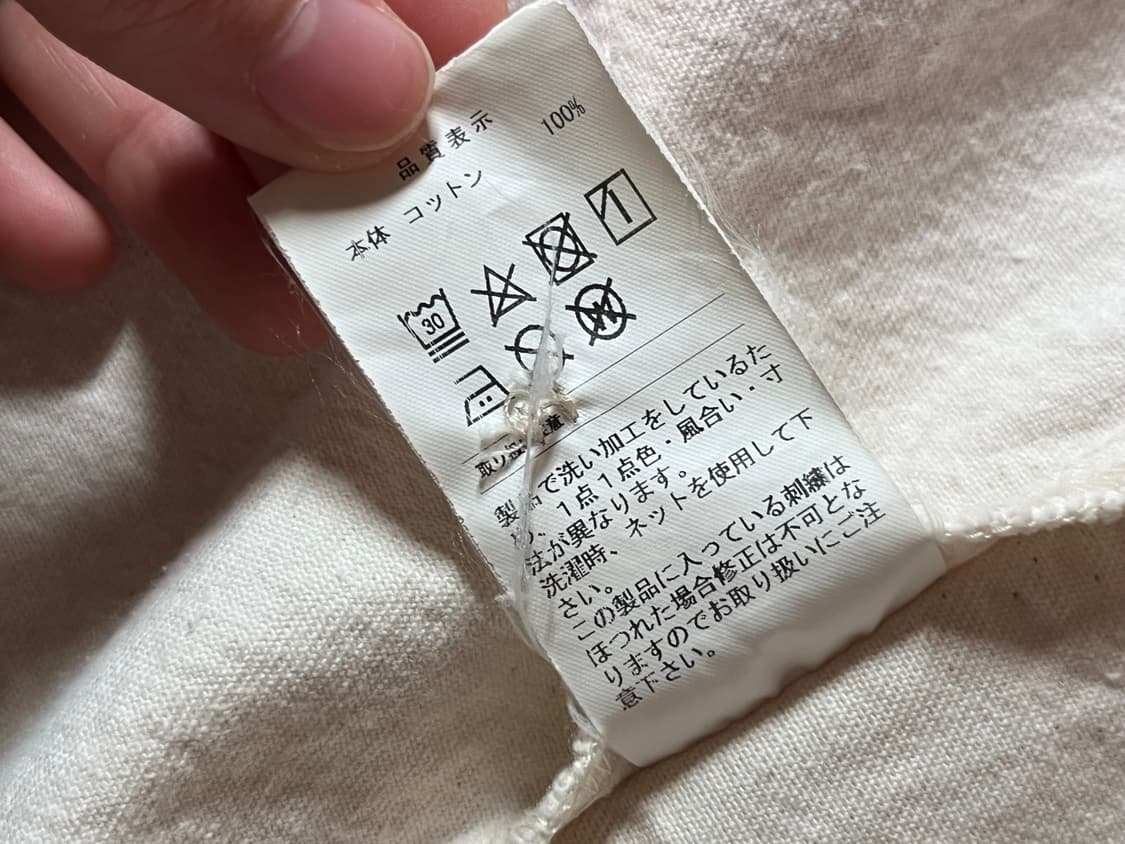 品質表示
本体 コットン 100%
30
W
取り扱 意
製 で洗い加工をしているた
、1点1点色・風合い・寸
法が異なります。
洗濯時、ネットを使用して下
さい。
この製品に入っている刺繍は
ほつれた場合修正は不可とな
りますのでお取り扱いにご注
意下さい。